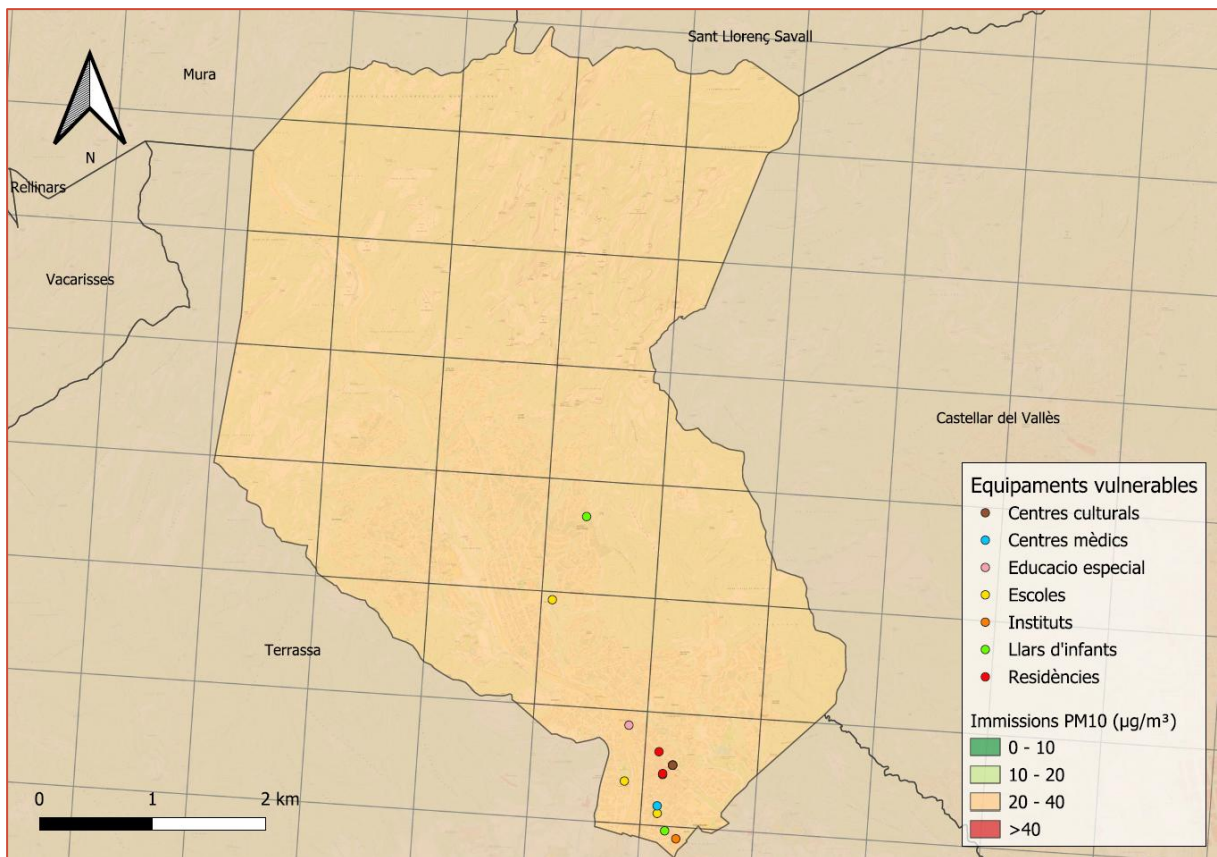 Sant Llorenç Savall
Mura
N
Rellinars
Vacarisses
Castellar del Vallès
Terrassa
Equipaments vulnerables
Centres culturals
Centres mèdics
Educacio especial
Escoles
Instituts
Llars d'infants
Residències
Immissions PM10 (µg/m³)
0 - 10
10 - 20
20 - 40
>40
0 1 2 km